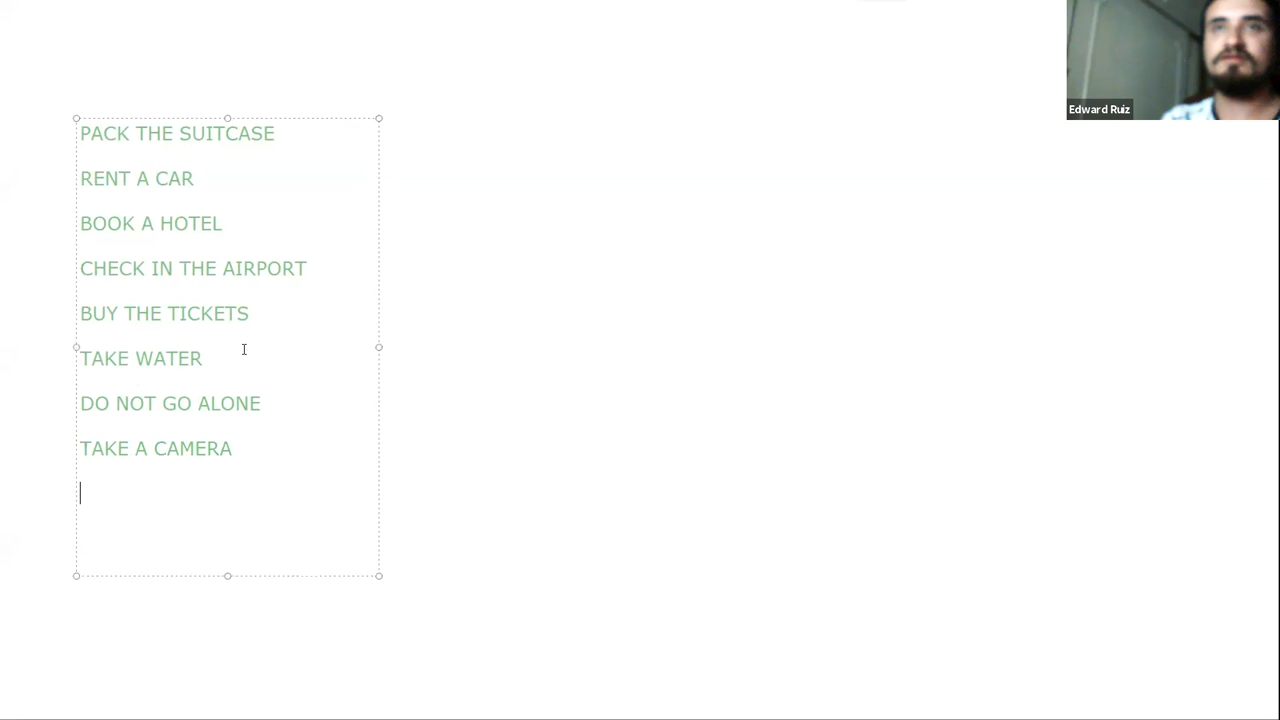 Edward Ruiz
PACK THE SUITCASE
RENT A CAR
BOOK A HOTEL
CHECK IN THE AIRPORT
BUY THE TICKETS
TAKE WATER
DO NOT GO ALONE
TAKE A CAMERA